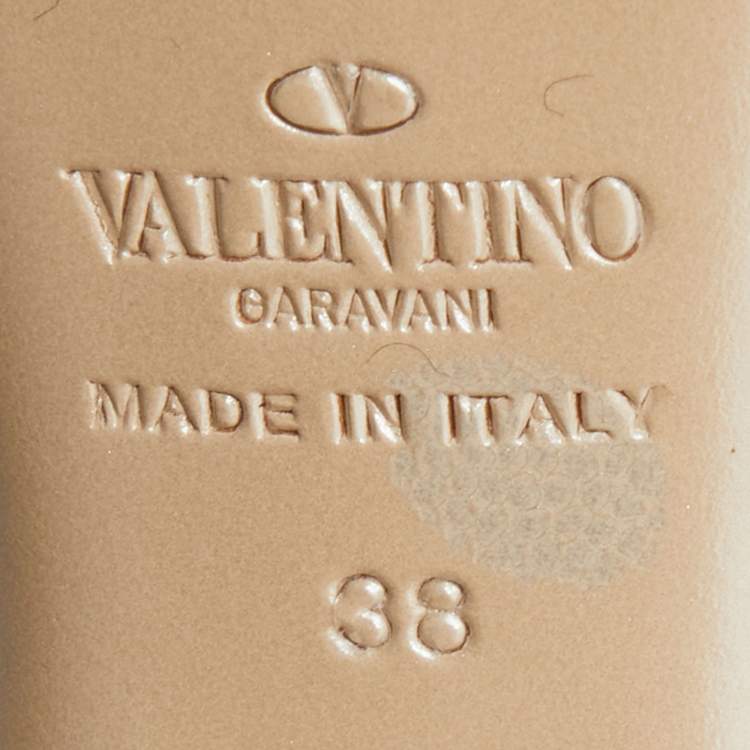 V
VALENTINO
GARAVANI
MADE IN ITALY
38